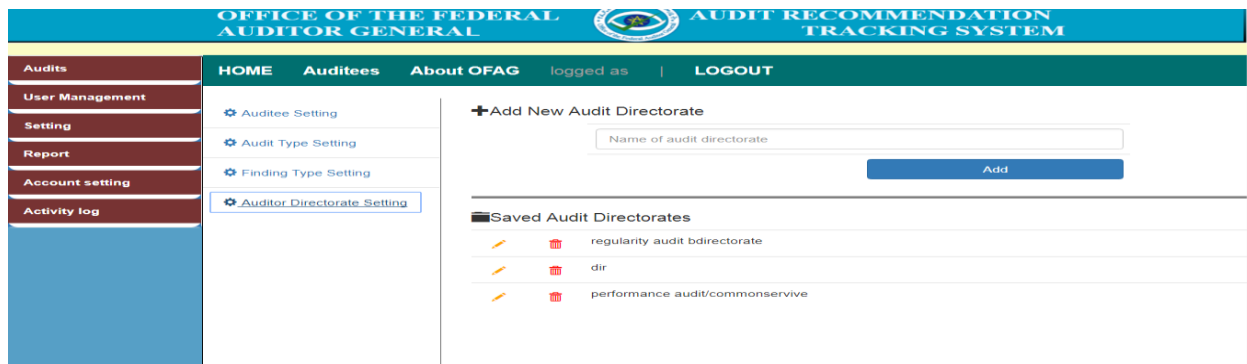 OFFICE OF THE FEDERAL
AUDITOR GENERAL
AUDIT RECOMMENDATION
TRACKING SYSTEM
Audits
User Management
Setting
Report
Account setting
Activity log
HOME Auditees About OFAG logged as | LOGOUT
Auditee Setting
Audit Type Setting
Finding Type Setting
Auditor Directorate Setting
Add New Audit Directorate
Name of audit directorate
Add
Saved Audit Directorates
regularity audit bdirectorate
dir
performance audit/commonservive